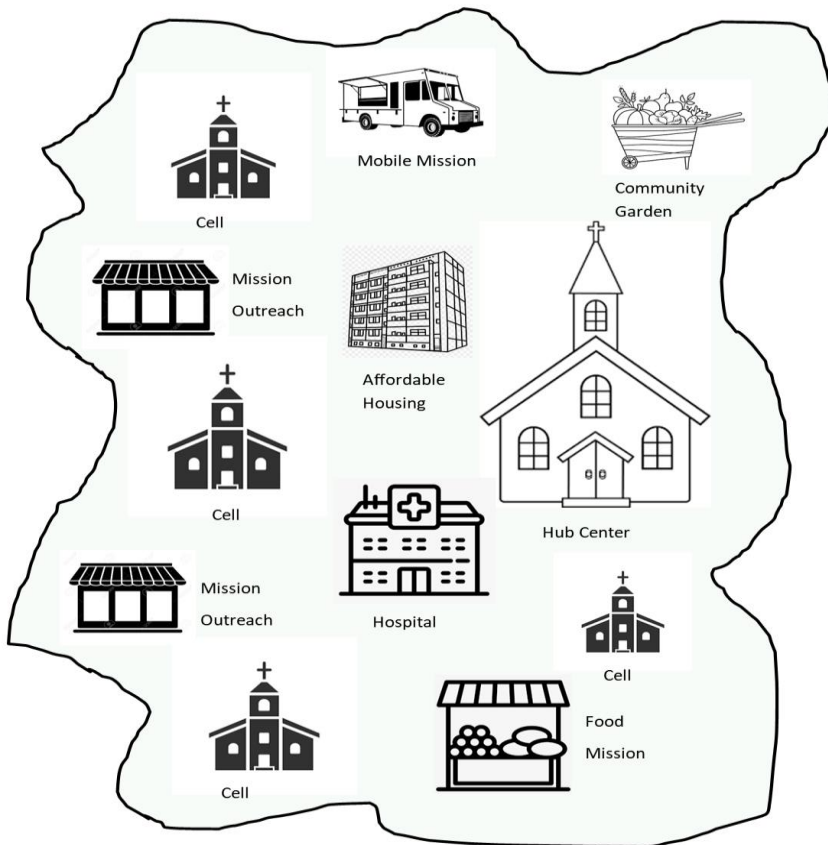 Mobile Mission
Cell
Community
Garden
Mission
Outreach
Affordable
Housing
Cell
Hub Center
Mission
Outreach
Hospital
Cell
Food
Mission
Cell